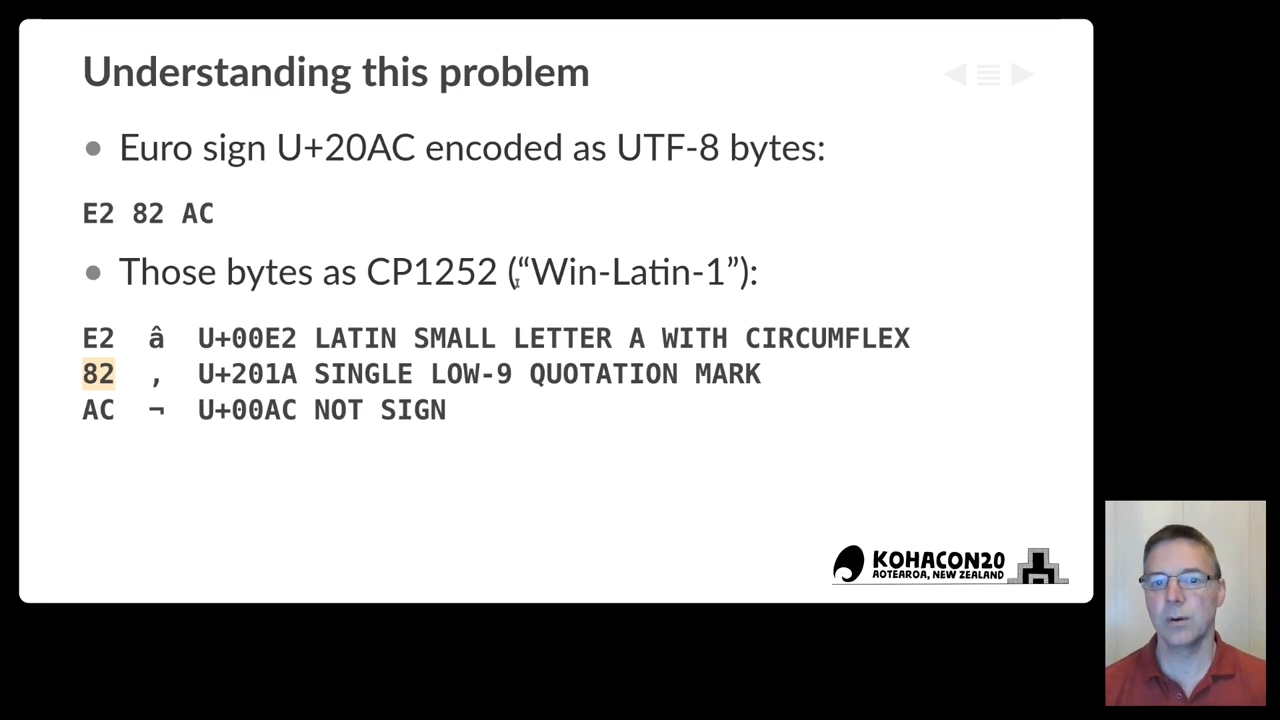 Understanding this problem
• Euro sign U+20AC encoded as UTF-8 bytes:
E2 82 AC
• Those bytes as CP1252 (“Win-Latin-1”):
E2 â U+00E2 LATIN SMALL LETTER A WITH CIRCUMFLEX
82 ‚ U+201A SINGLE LOW-9 QUOTATION MARK
AC ¬ U+00AC NOT SIGN
KOHACON20
AOTEAROA, NEW ZEALAND